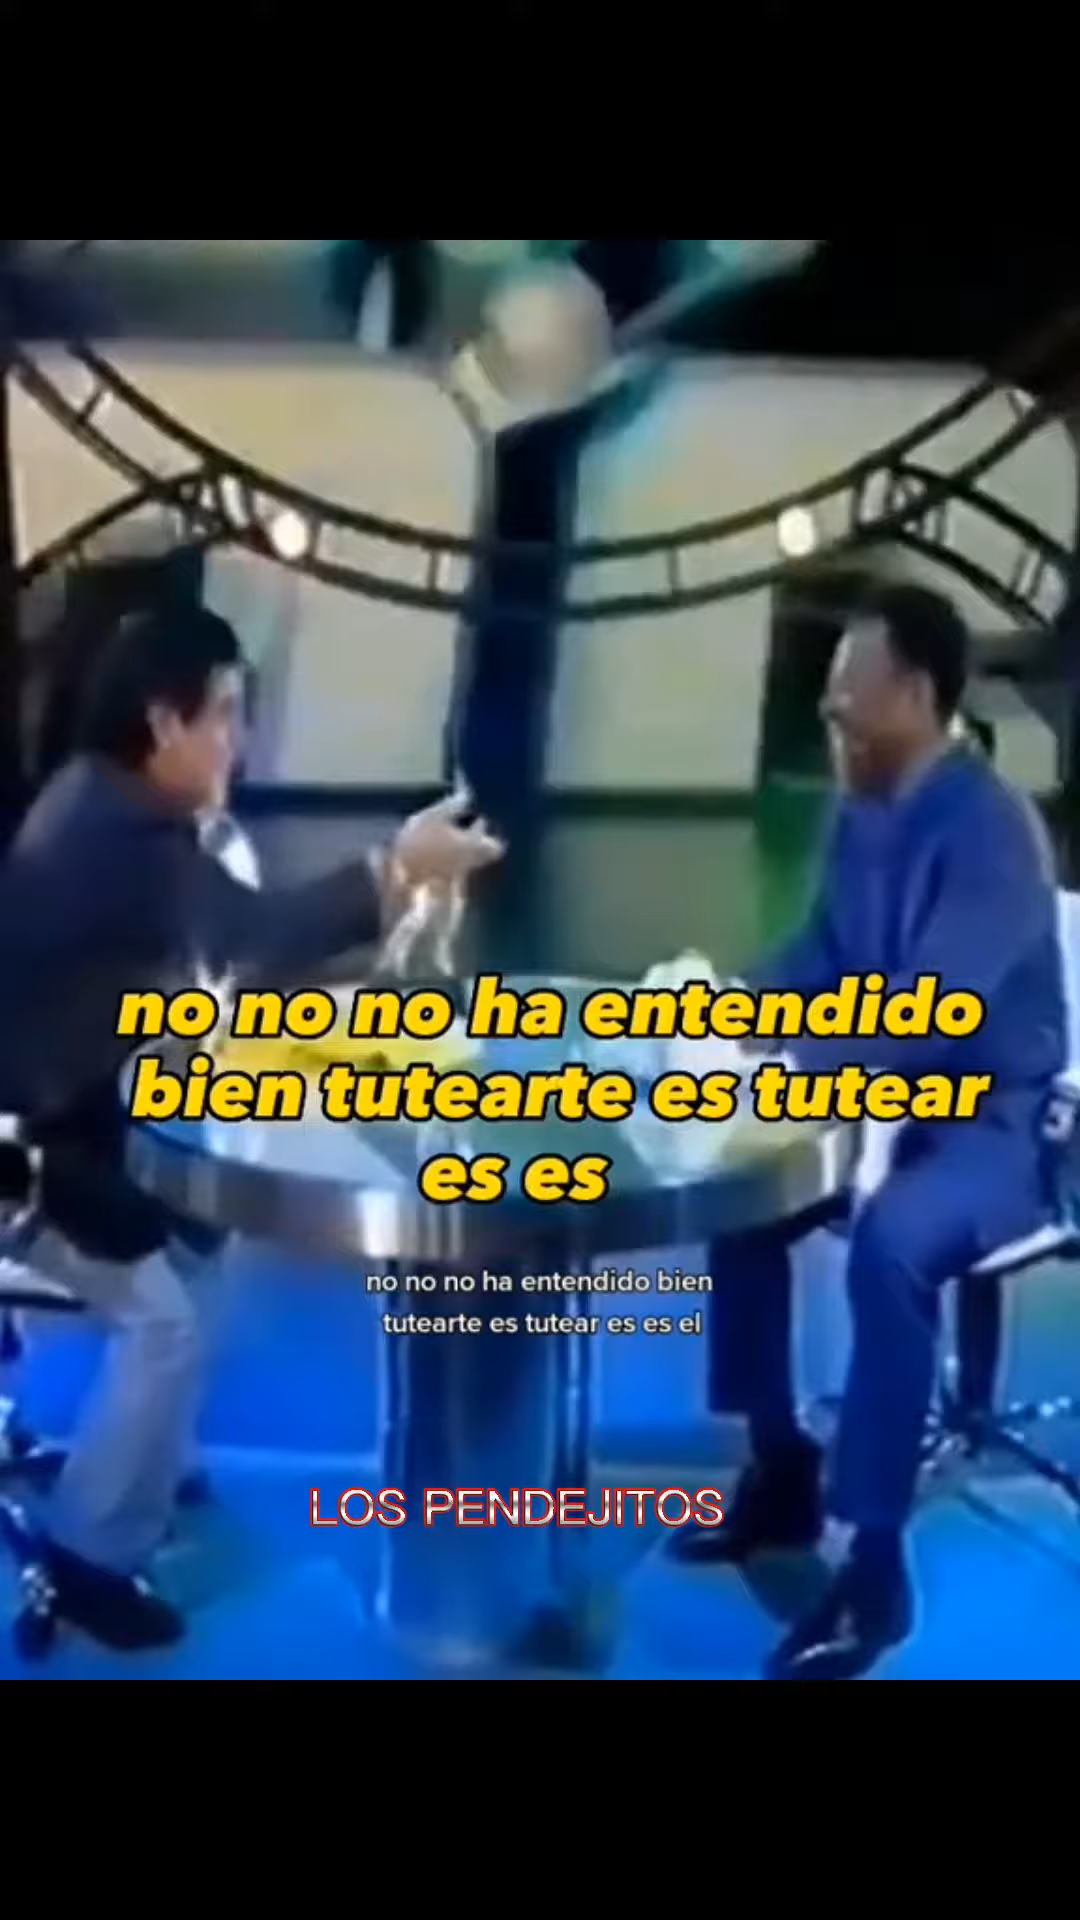 no no no ha entendido
bien tutearte es tutear
es es
no no no ha entendido bien
tutearte es tutear es es el
LOS PENDEJITOS